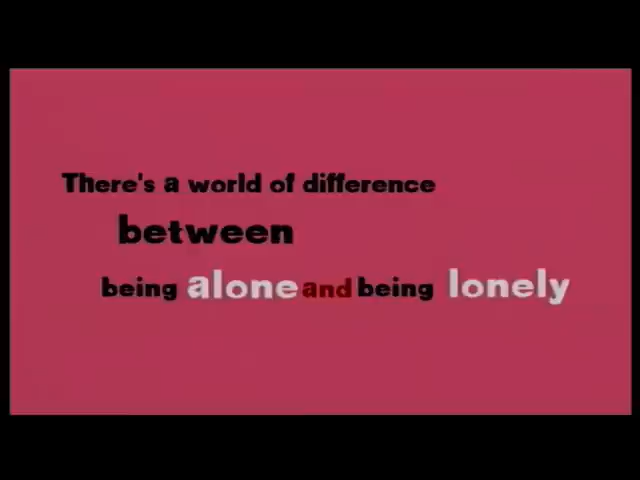 There's a world of difference
between
being alone and being lonely